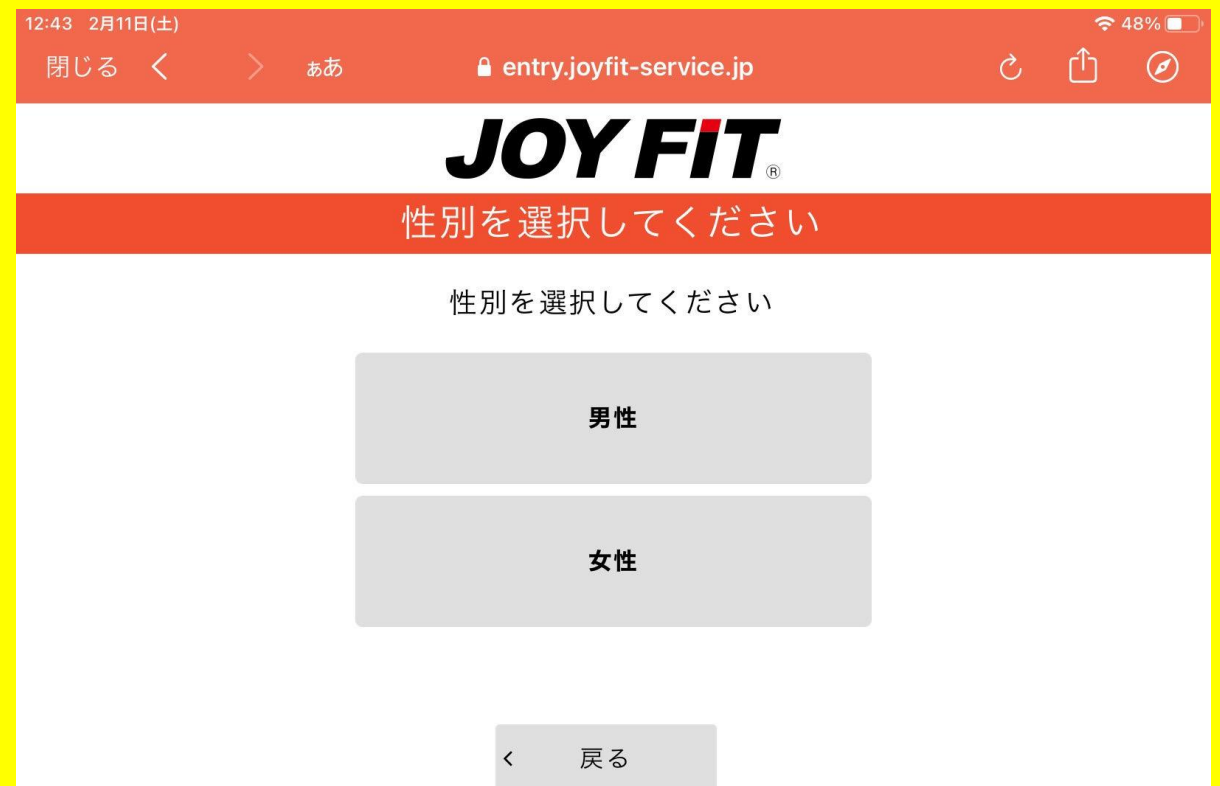 12:43 2月11日(土) 48%
閉じる ぁあ entry.joyfit-service.jp
JOY FiT®
性別を選択してください
性別を選択してください
男性
女性
< 戻る